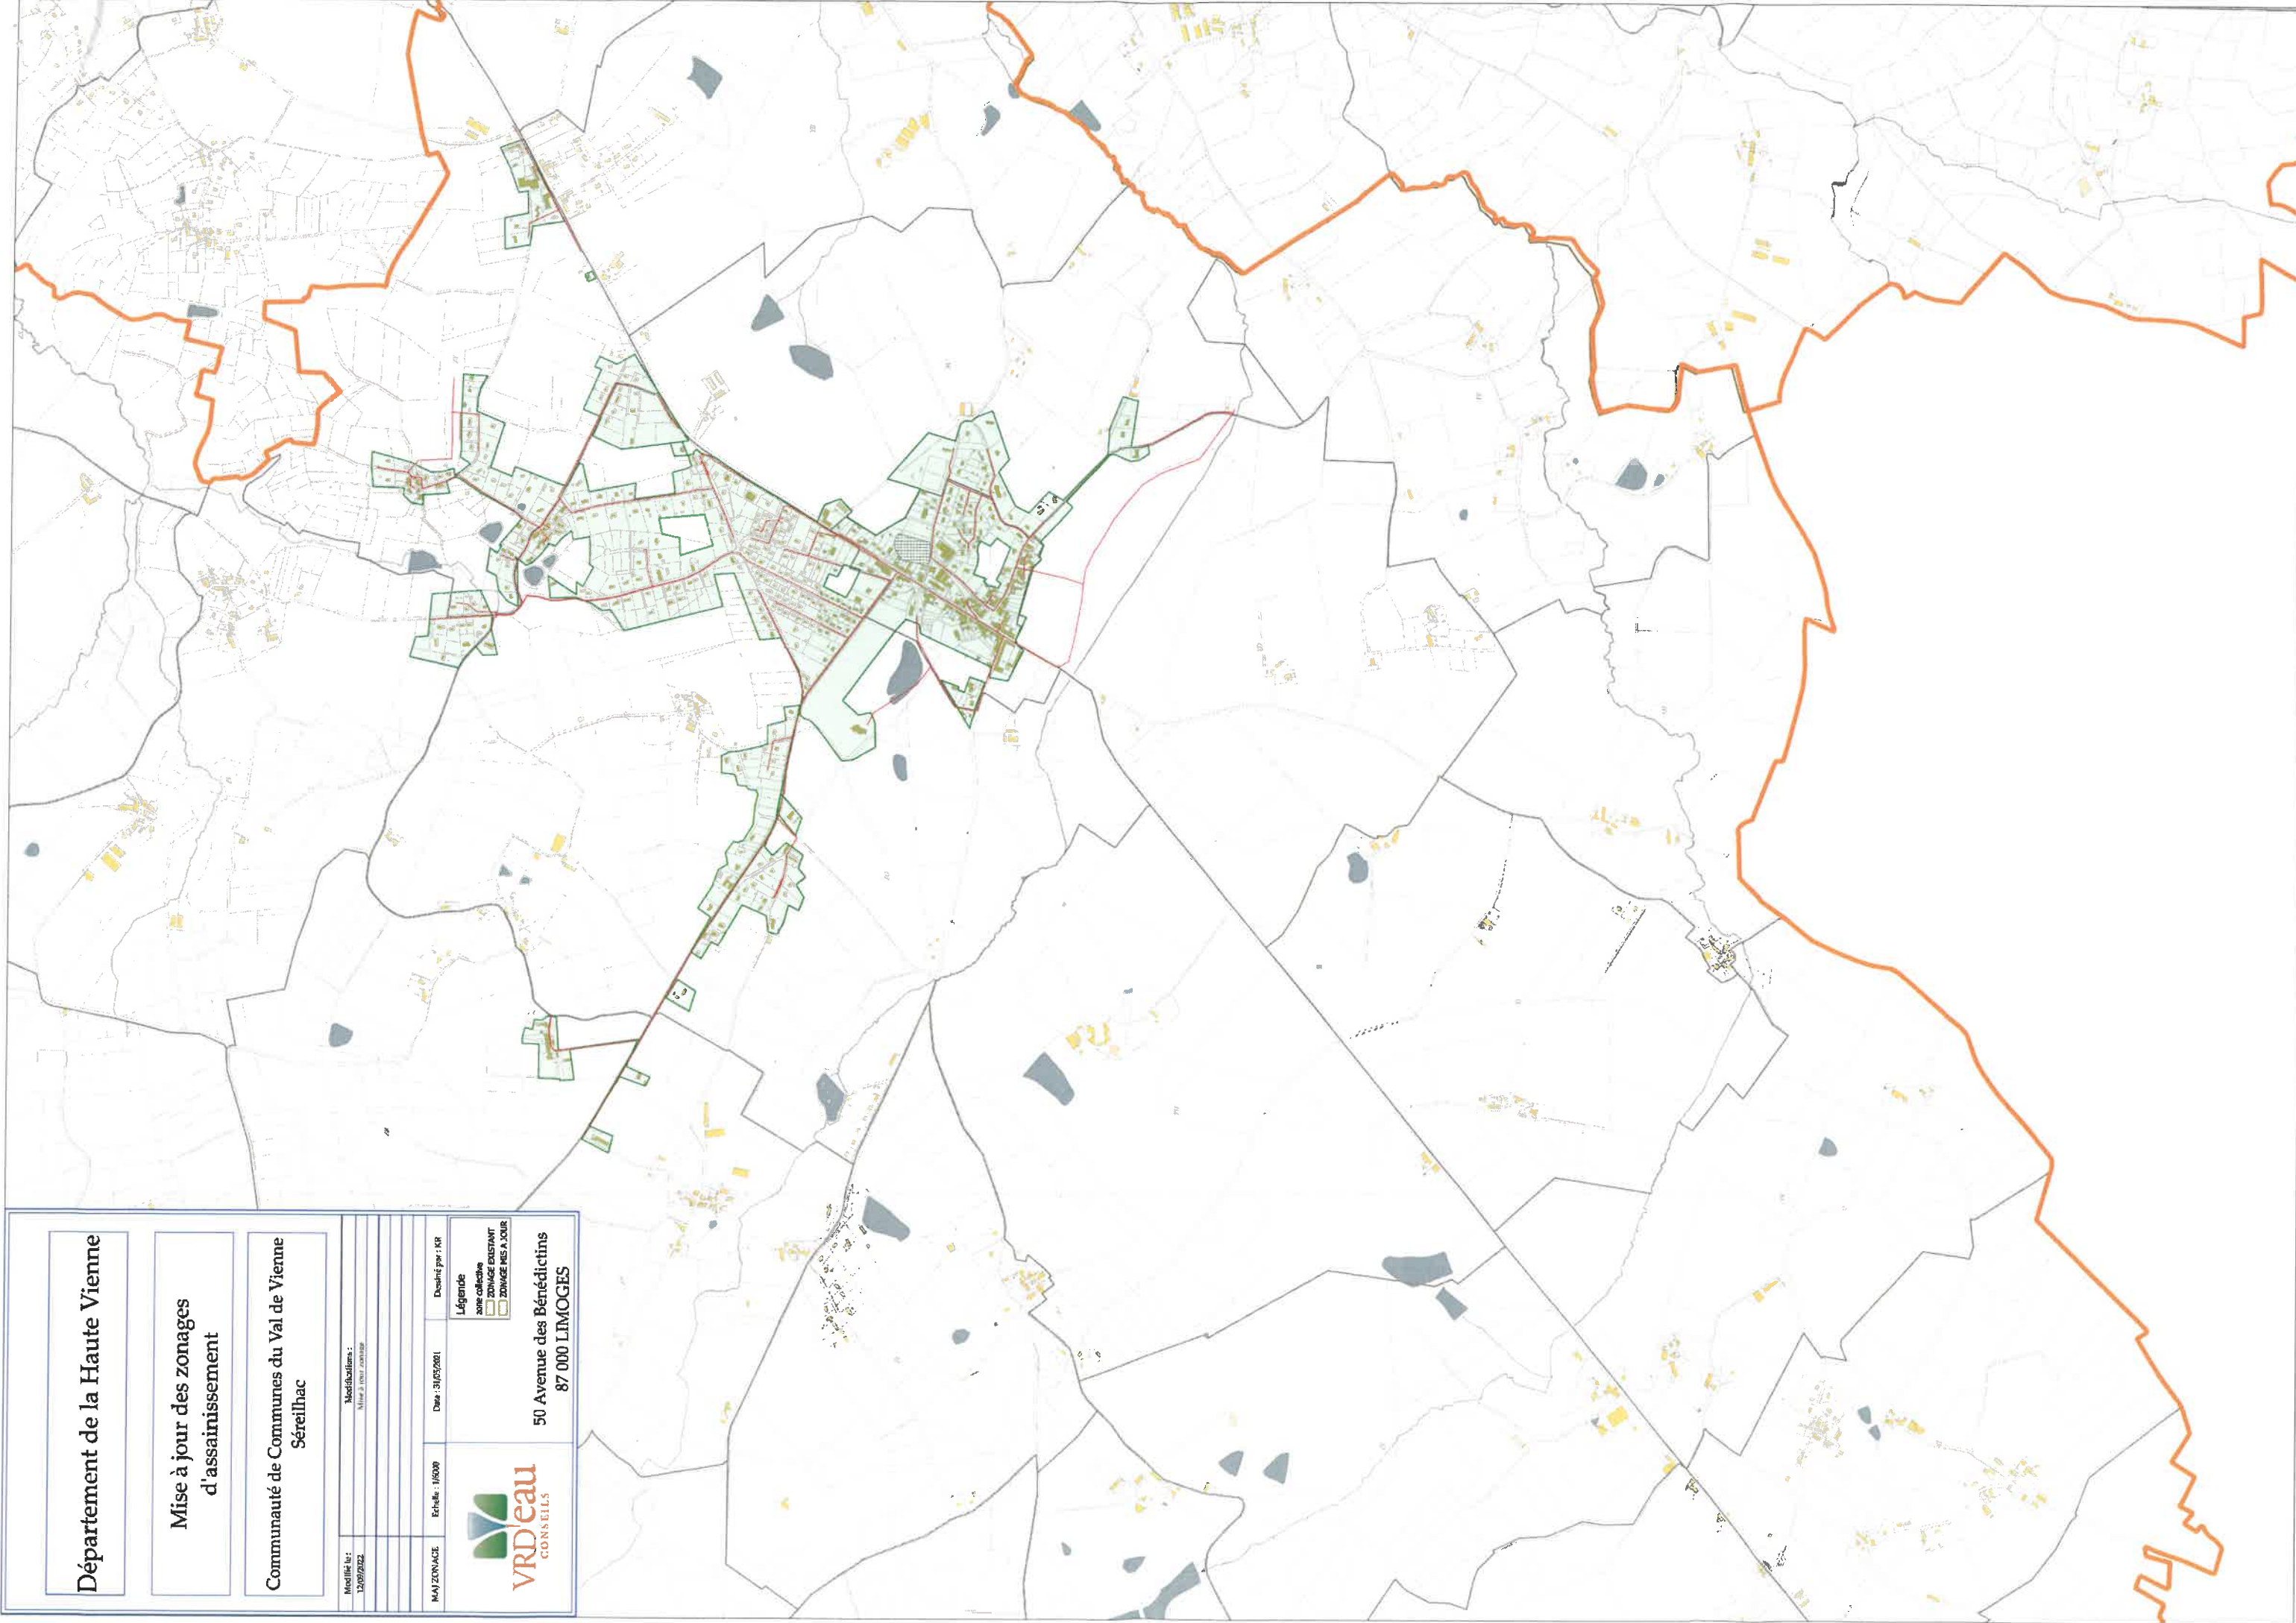 Département de la Haute Vienne
Mise à jour des zonages
d'assainissement
Communauté de Communes du Val de Vienne
Séreilhac
Modifié le :
Modifications :
12/09/2022
Mise à jour zonage
MAJ ZONAGE
Echelle : 1/6000
Date : 31/05/2021
Dessiné par : KR
Légende
zone collective
ZONAGE EXISTANT
ZONAGE MIS A JOUR
VRD'eau
CONSEILS
50 Avenue des Bénédictins
87 000 LIMOGES